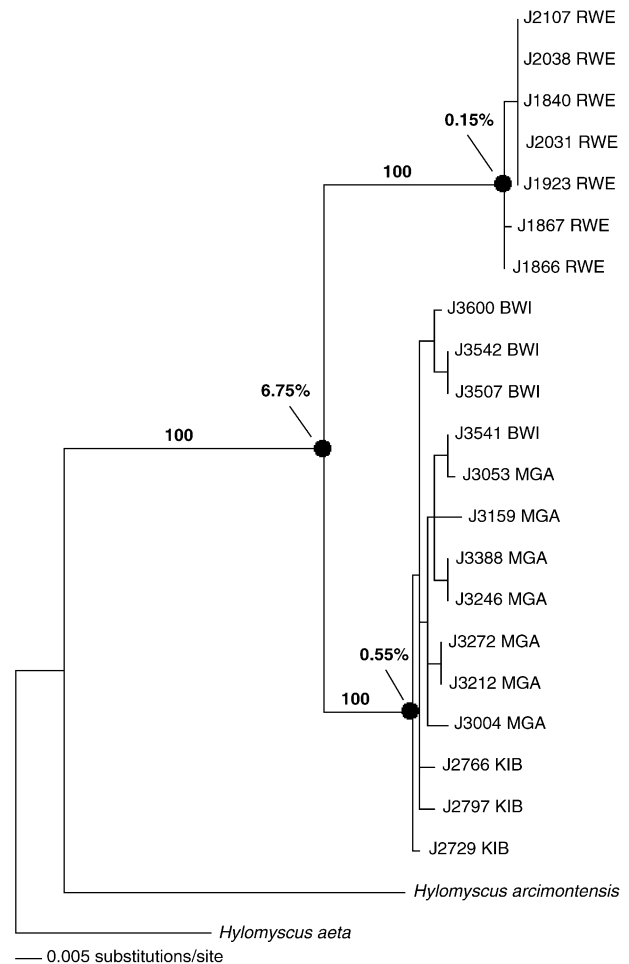 J2107 RWE
J2038 RWE
J1840 RWE
0.15%
J2031 RWE
100
J1923 RWE
J1867 RWE
J1866 RWE
J3600 BWI
J3542 BWI
6.75%
J3507 BWI
100
J3541 BWI
J3053 MGA
J3159 MGA
J3388 MGA
J3246 MGA
J3272 MGA
0.55%
J3212 MGA
100
J3004 MGA
J2766 KIB
J2797 KIB
J2729 KIB
Hylomyscus arcimontensis
Hylomyscus aeta
0.005 substitutions/site